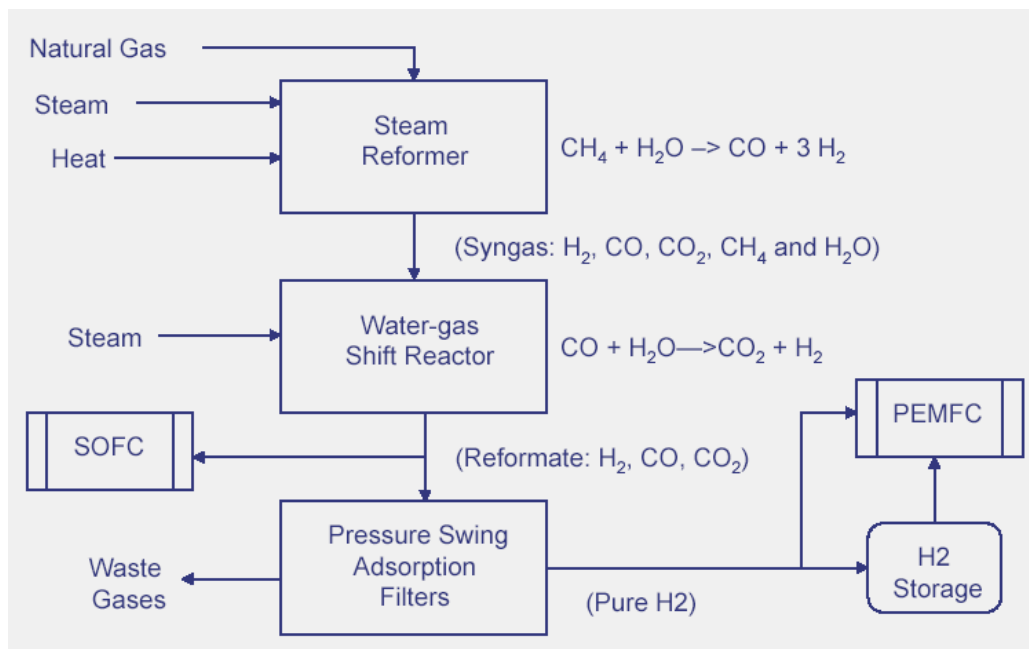 Natural Gas
Steam
Heat
Steam
Reformer
CH₄ + H₂O –> CO + 3 H₂
(Syngas: H₂, CO, CO₂, CH₄ and H₂O)
Steam
Water-gas
Shift Reactor
CO + H₂O—>CO₂ + H₂
SOFC
PEMFC
(Reformate: H₂, CO, CO₂)
Pressure Swing
Adsorption
Filters
Waste
Gases
(Pure H2)
H2
Storage